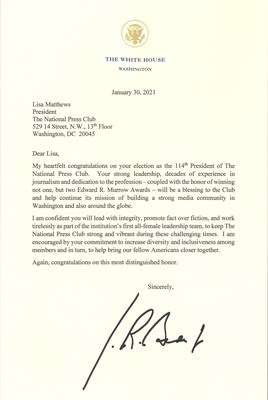 THE WHITE HOUSE
WASHINGTON
January 30, 2021
Lisa Matthews
President
The National Press Club
529 14 Street, N.W., 13th Floor
Washington, DC 20045
Dear Lisa,
My heartfelt congratulations on your election as the 114th President of The
National Press Club. Your strong leadership, decades of experience in
journalism and dedication to the profession – coupled with the honor of winning
not one, but two Edward R. Murrow Awards – will be a blessing to the Club
and help continue its mission of building a strong media community in
Washington and also around the globe.
I am confident you will lead with integrity, promote fact over fiction, and work
tirelessly as part of the institution's first all-female leadership team, to keep The
National Press Club strong and vibrant during these challenging times. I am
encouraged by your commitment to increase diversity and inclusiveness among
members and in turn, to help bring our fellow Americans closer together.
Again, congratulations on this most distinguished honor.
Sincerely,